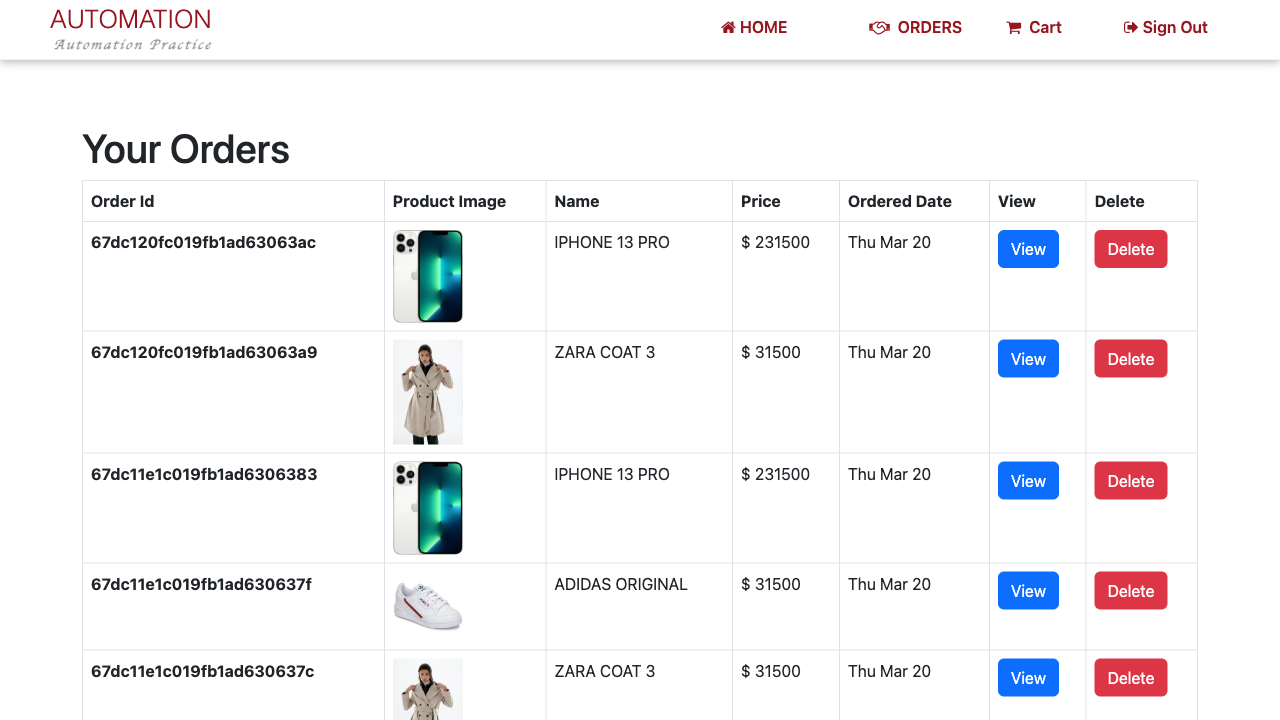 AUTOMATION
Automation Practice
HOME
ORDERS
Cart
Sign Out
Your Orders
Order Id Product Image Name Price Ordered Date View Delete
67dc120fc019fb1ad63063ac IPHONE 13 PRO $ 231500 Thu Mar 20 View Delete
67dc120fc019fb1ad63063a9 ZARA COAT 3 $ 31500 Thu Mar 20 View Delete
67dc11e1c019fb1ad6306383 IPHONE 13 PRO $ 231500 Thu Mar 20 View Delete
67dc11e1c019fb1ad630637f ADIDAS ORIGINAL $ 31500 Thu Mar 20 View Delete
67dc11e1c019fb1ad630637c ZARA COAT 3 $ 31500 Thu Mar 20 View Delete